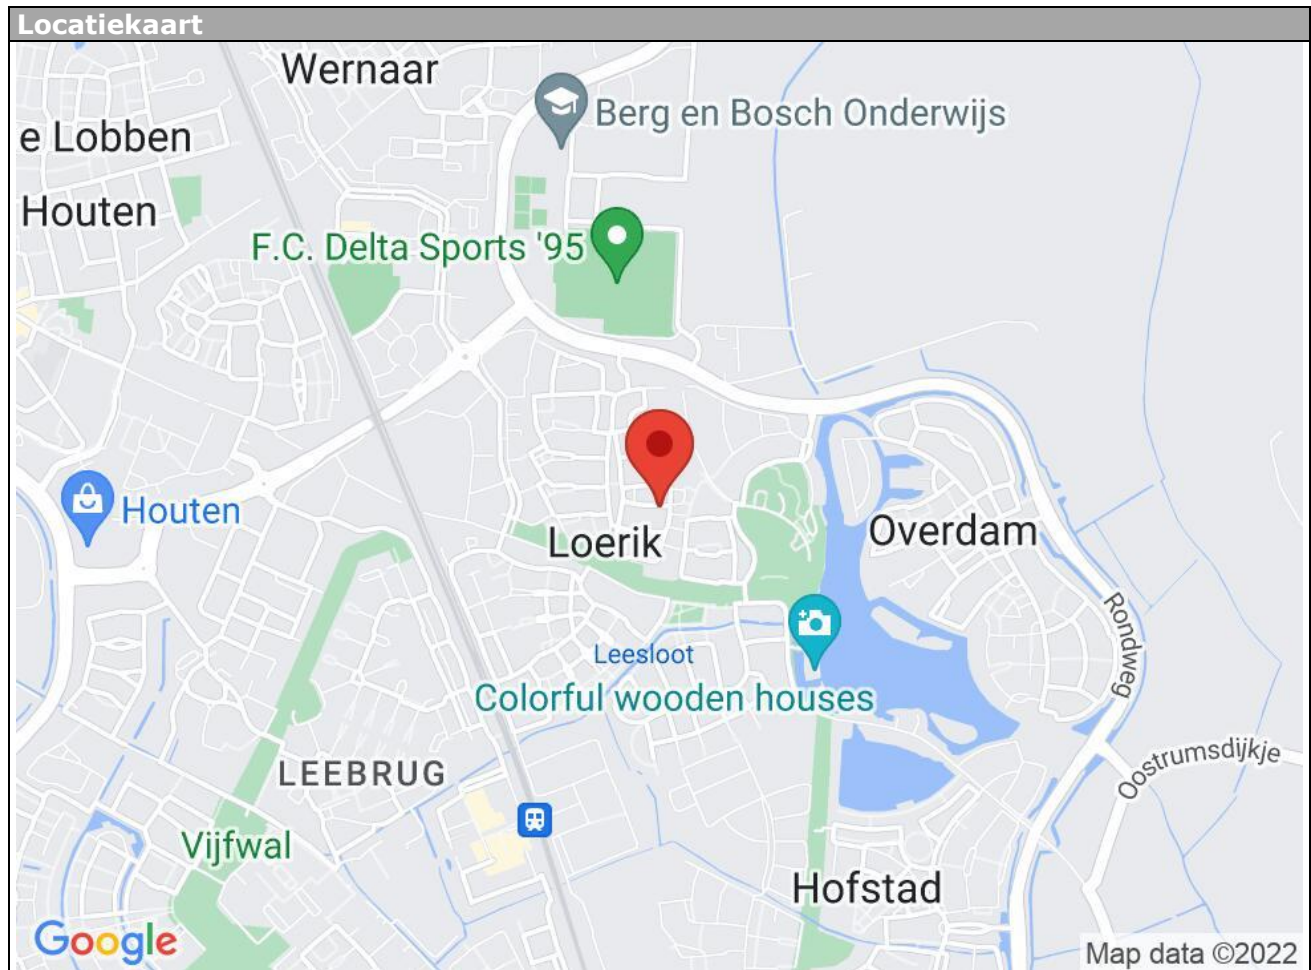 Locatiekaart
Wernaar
Berg en Bosch Onderwijs
e Lobben
Houten
F.C. Delta Sports '95
Houten
Loerik
Overdam
Rondweg
Leesloot
Colorful wooden houses
Oostrumsdijkje
LEEBRUG
Vijfwal
Hofstad
Google
Map data ©2022